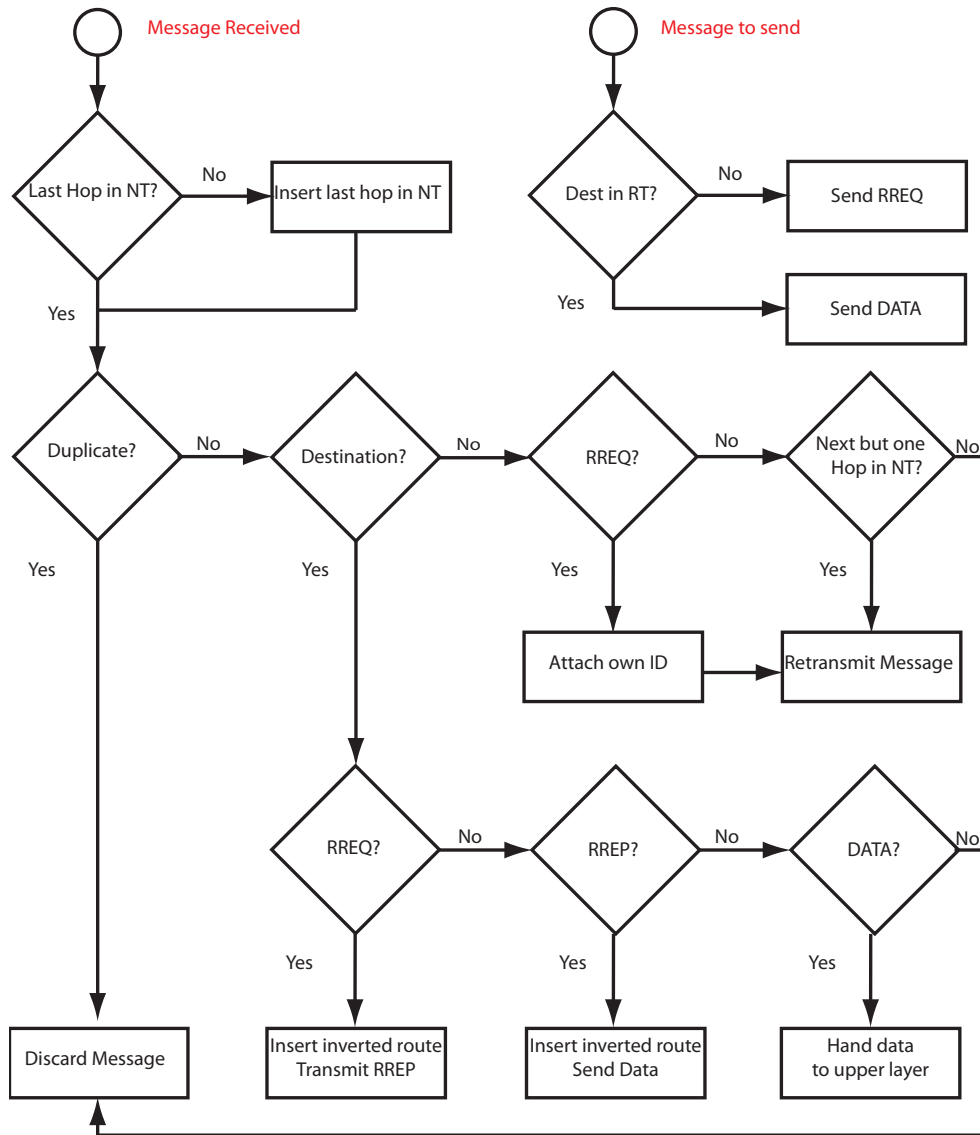 Message Received
Message to send
Last Hop in NT?
No
Insert last hop in NT
Dest in RT?
No
Send RREQ
Yes
Yes
Send DATA
Duplicate?
No
Destination?
No
RREQ?
No
Next but one
Hop in NT?
No
Yes
Yes
Yes
Yes
Attach own ID
Retransmit Message
RREQ?
No
RREP?
No
DATA?
No
Yes
Yes
Yes
Discard Message
Insert inverted route
Transmit RREP
Insert inverted route
Send Data
Hand data
to upper layer